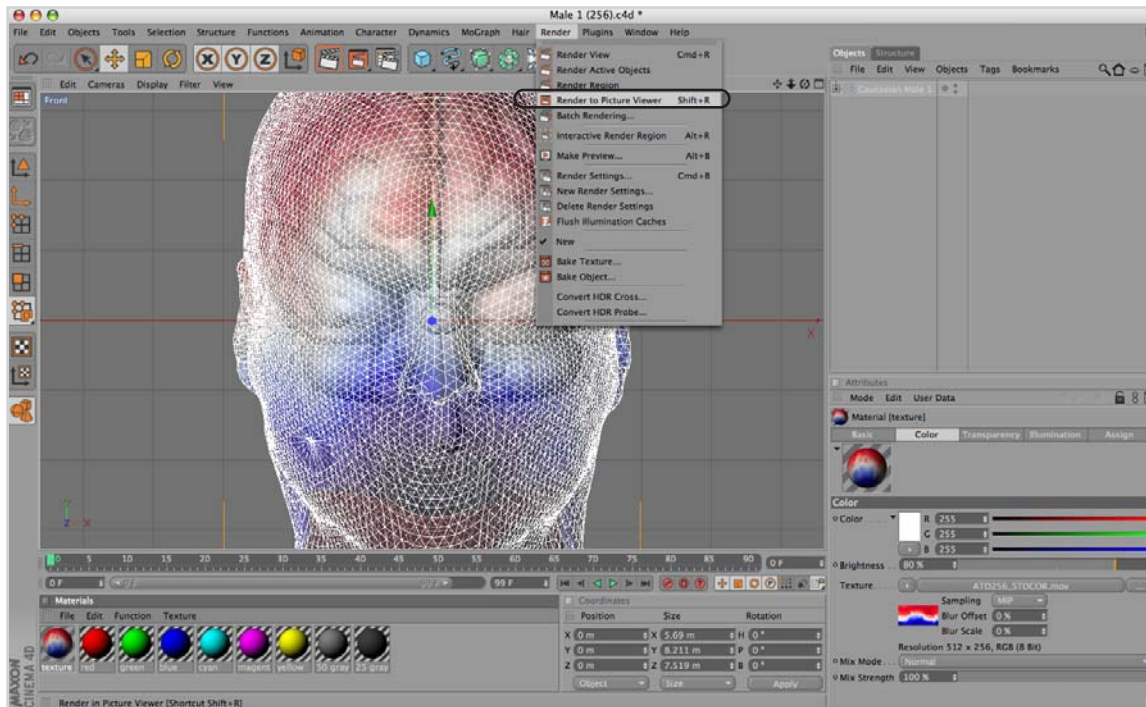 Male 1 (256).c4d *
File Edit Objects Tools Selection Structure Functions Animation Character Dynamics MoGraph Hair Render Plugins Window Help
Render View Cmd+R
Render Active Objects
Render Region
Render to Picture Viewer Shift+R
Batch Rendering...
Interactive Render Region Alt+R
Make Preview... Alt+B
Render Settings... Cmd+B
New Render Settings...
Delete Render Settings
Flush Illumination Caches
New
Bake Texture...
Bake Object...
Convert HDR Cross...
Convert HDR Probe...
X Y Z
Edit Cameras Display Filter View
Front
Y
Z X
X
Objects Structure
File Edit View Objects Tags Bookmarks
Caucasian Male 1
Attributes
Mode Edit User Data
Material [texture]
Basic Color Transparency Illumination Assign
Color
Color R 255
G 255
B 255
Brightness 80 %
Texture ATD256_STDCOR.mov
Sampling MIP
Blur Offset 0 %
Blur Scale 0 %
Resolution 512 x 256, RGB (8 Bit)
Mix Mode Normal
Mix Strength 100 %
0 5 10 15 20 25 30 35 40 45 50 55 60 65 70 75 80 85 90 0 F
0 F 99 F
Materials
File Edit Function Texture
texture red green blue cyan magent yellow 50 gray 25 gray
Coordinates
Position Size Rotation
X 0 m X 5.69 m H 0 °
Y 0 m Y 8.211 m P 0 °
Z 0 m Z 7.519 m B 0 °
Object Size Apply
MAXON
CINEMA 4D
Render in Picture Viewer [Shortcut Shift+R]